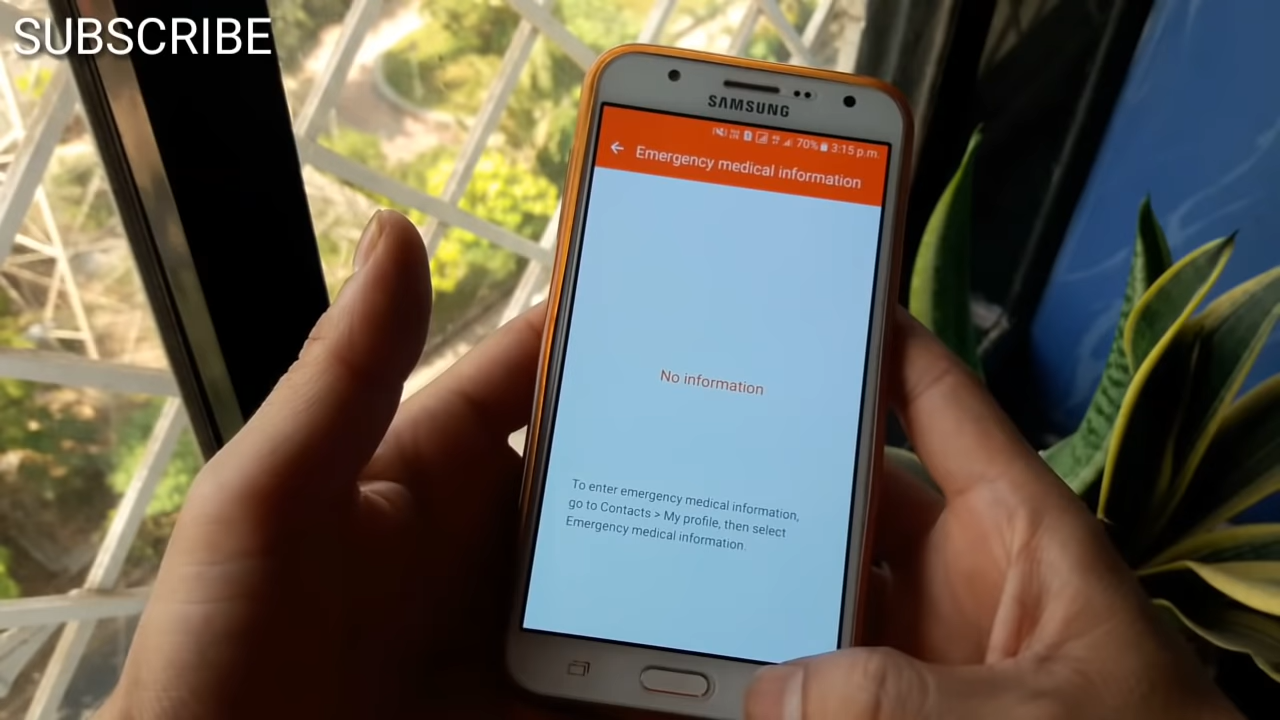 SUBSCRIBE
SAMSUNG
70% 3:15 p.m.
Emergency medical information
No information
To enter emergency medical information,
go to Contacts > My profile, then select
Emergency medical information.